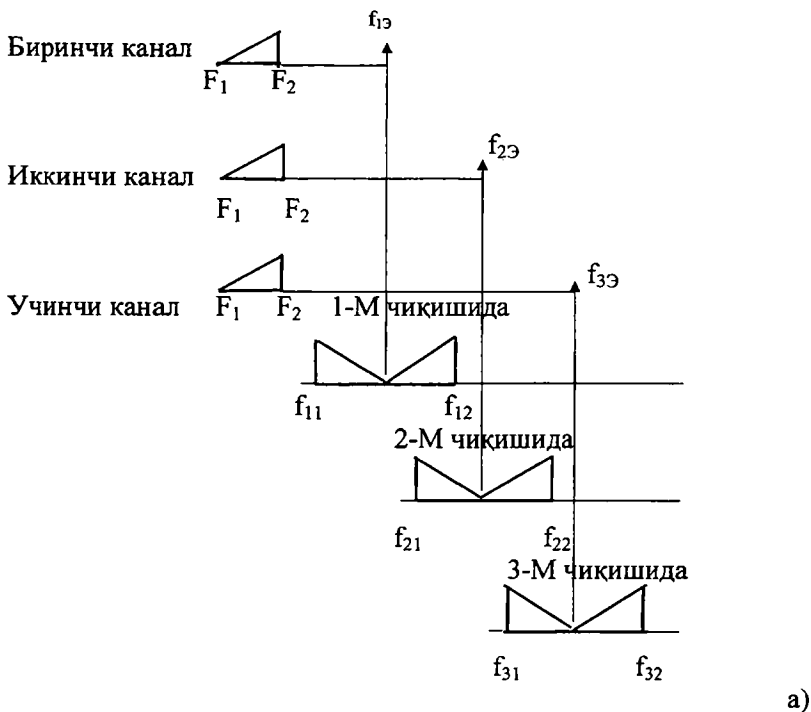 f₁Э
Биринчи канал
F₁ F₂
f₂Э
Иккинчи канал
F₁ F₂
f₃Э
Учинчи канал F₁ F₂ 1-М чиқишида
f₁₁ f₁₂
2-М чиқишида
f₂₁ f₂₂
3-М чиқишида
f₃₁ f₃₂
а)